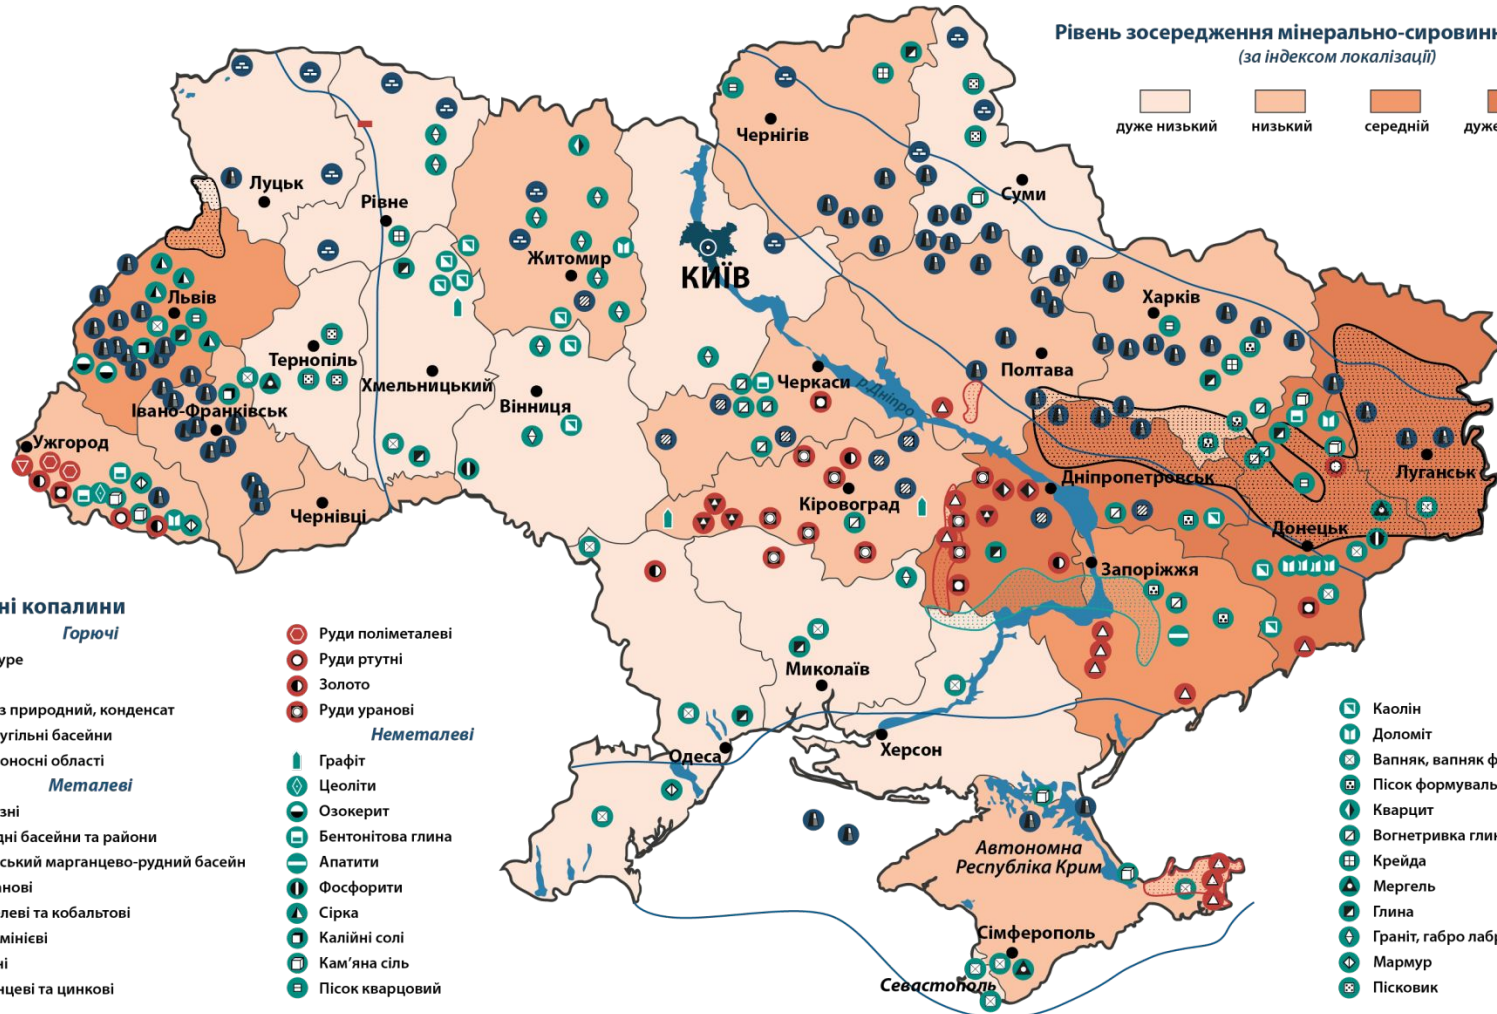 Рівень зосередження мінерально-сировинн
(за індексом локалізації)
дуже низький
низький
середній
дуже
Чернігів
Суми
Луцьк
Рівне
Житомир
КИЇВ
Львів
Харків
Тернопіль
Хмельницький
Черкаси
р.Дніпро
Полтава
Вінниця
Івано-Франківськ
Ужгород
Луганськ
Дніпропетровськ
Кіровоград
Чернівці
Донецьк
Запоріжжя
Миколаїв
Одеса
Херсон
Автономна
Республіка Крим
Сімферополь
Севастополь
ні копалини
Горючі
уре
з природний, конденсат
угільні басейни
оносні області
Металеві
зні
дні басейни та райони
ський марганцево-рудний басейн
анові
леві та кобальтові
мінієві
ні
нцеві та цинкові
Руди поліметалеві
Руди ртутні
Золото
Руди уранові
Неметалеві
Графіт
Цеоліти
Озокерит
Бентонітова глина
Апатити
Фосфорити
Сірка
Калійні солі
Кам’яна сіль
Пісок кварцовий
Каолін
Доломіт
Вапняк, вапняк ф
Пісок формуваль
Кварцит
Вогнетривка глин
Крейда
Мергель
Глина
Граніт, габро лабр
Мармур
Пісковик